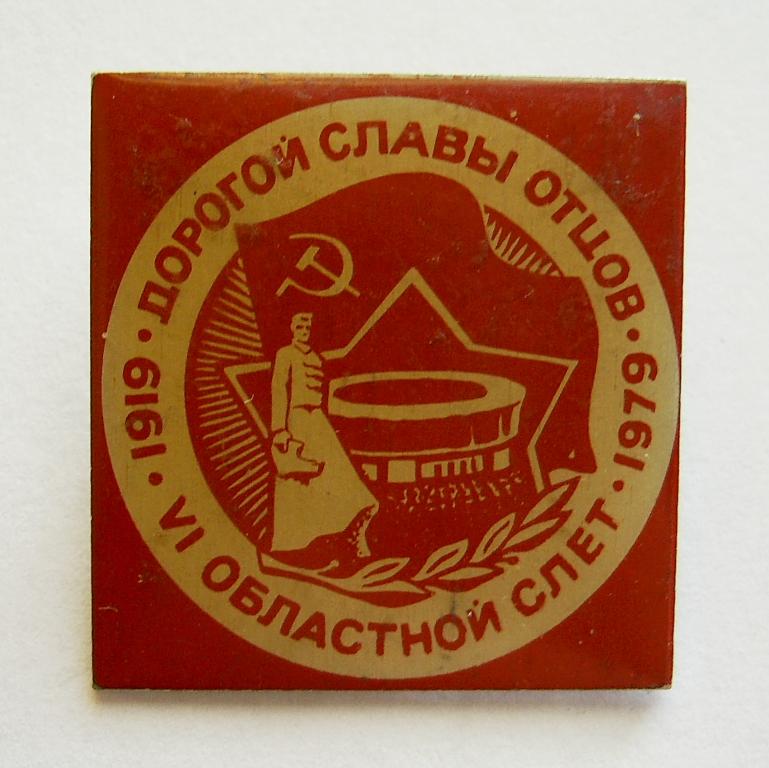 1919 • ДОРОГОЙ СЛАВЫ ОТЦОВ • 1979 •
VI ОБЛАСТНОЙ СЛЕТ •